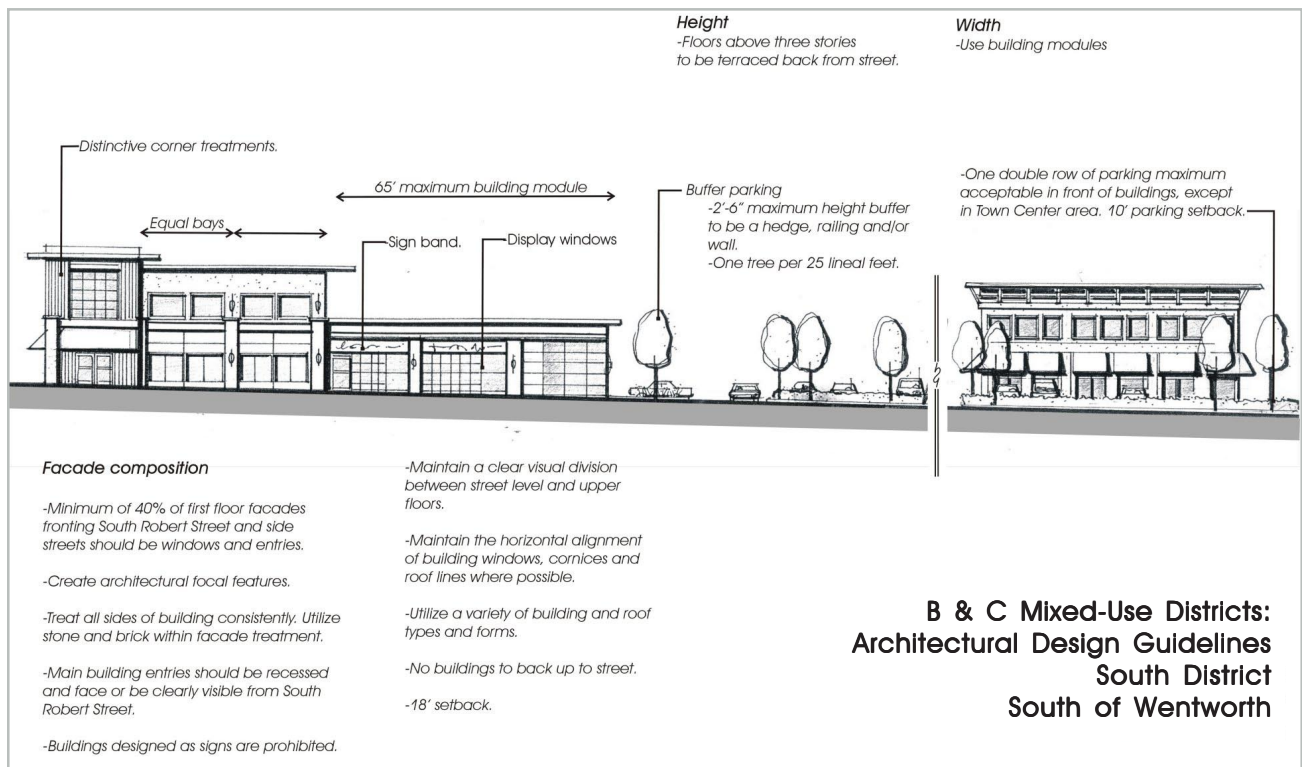 Height
-Floors above three stories
to be terraced back from street.
Width
-Use building modules
-Distinctive corner treatments.
65' maximum building module
Equal bays
-Sign band.
-Display windows
Buffer parking
-2'-6" maximum height buffer
to be a hedge, railing and/or
wall.
-One tree per 25 lineal feet.
-One double row of parking maximum
acceptable in front of buildings, except
in Town Center area. 10' parking setback.
Facade composition
-Minimum of 40% of first floor facades
fronting South Robert Street and side
streets should be windows and entries.
-Create architectural focal features.
-Treat all sides of building consistently. Utilize
stone and brick within facade treatment.
-Main building entries should be recessed
and face or be clearly visible from South
Robert Street.
-Buildings designed as signs are prohibited.
-Maintain a clear visual division
between street level and upper
floors.
-Maintain the horizontal alignment
of building windows, cornices and
roof lines where possible.
-Utilize a variety of building and roof
types and forms.
-No buildings to back up to street.
-18' setback.
B & C Mixed-Use Districts:
Architectural Design Guidelines
South District
South of Wentworth